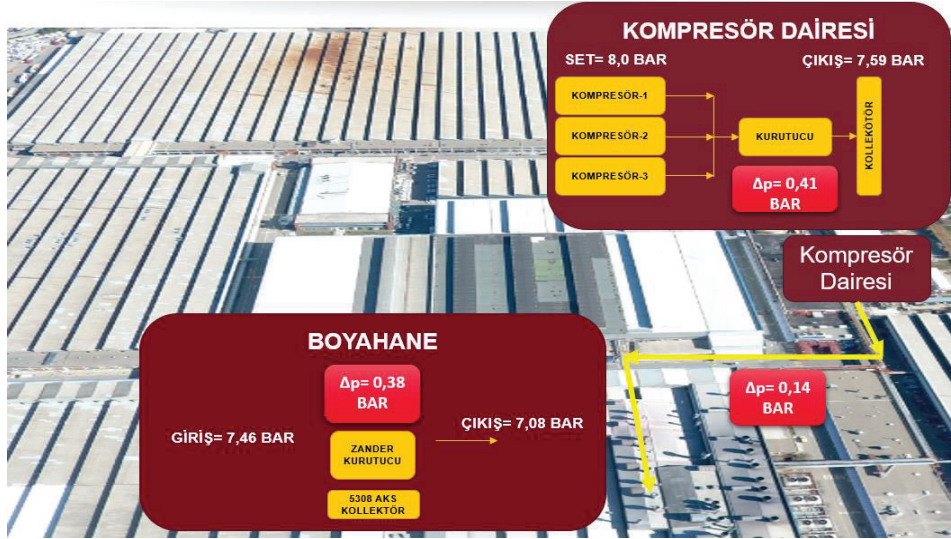 KOMPRESÖR DAİRESİ
SET= 8,0 BAR
ÇIKIŞ= 7,59 BAR
KOMPRESÖR-1
KOMPRESÖR-2
KOMPRESÖR-3
KURUTUCU
KOLLEKÖTÖR
Δp= 0,41
BAR
Kompresör
Dairesi
BOYAHANE
Δp= 0,38
BAR
GİRİŞ= 7,46 BAR
ÇIKIŞ= 7,08 BAR
ZANDER
KURUTUCU
5308 AKS
KOLLEKTÖR
Δp= 0,14
BAR